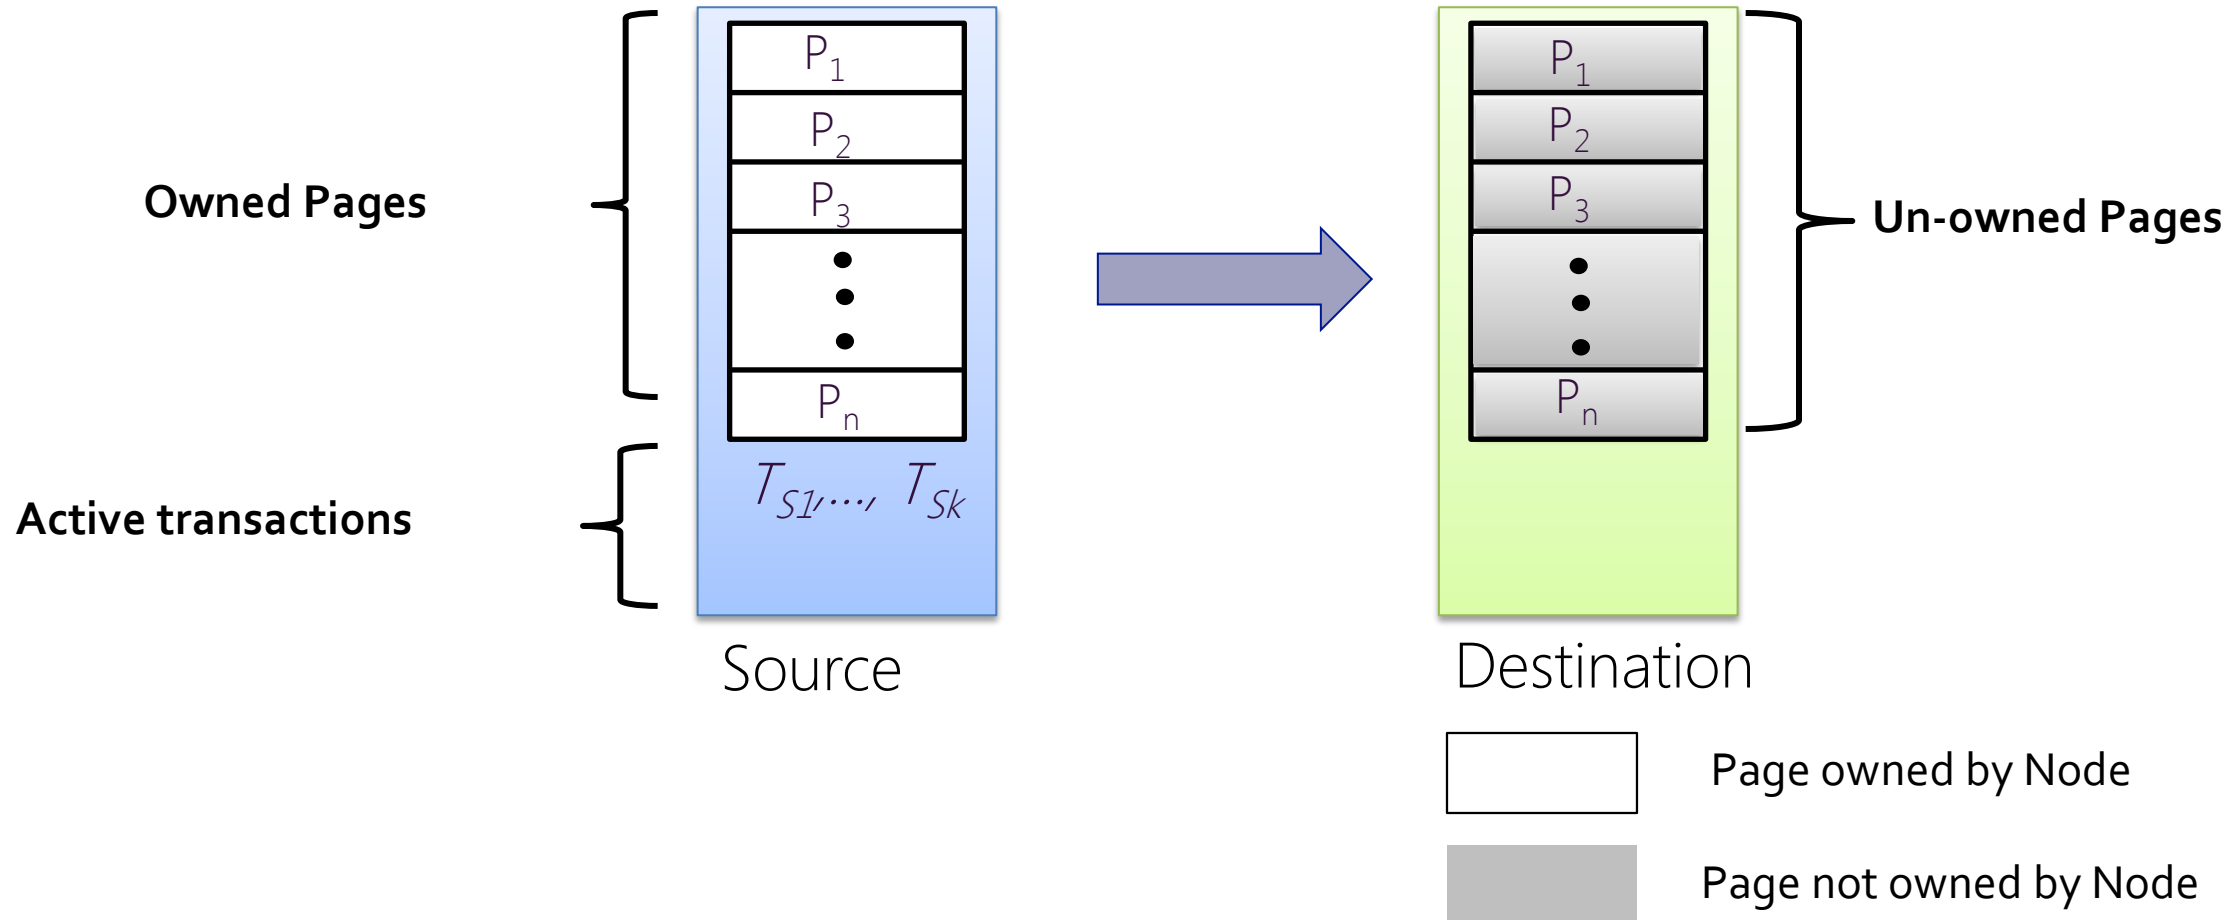 Owned Pages
Active transactions
P1
P2
P3
Pn
TS1,..., TSk
Source
P1
P2
P3
Pn
Destination
Un-owned Pages
Page owned by Node
Page not owned by Node